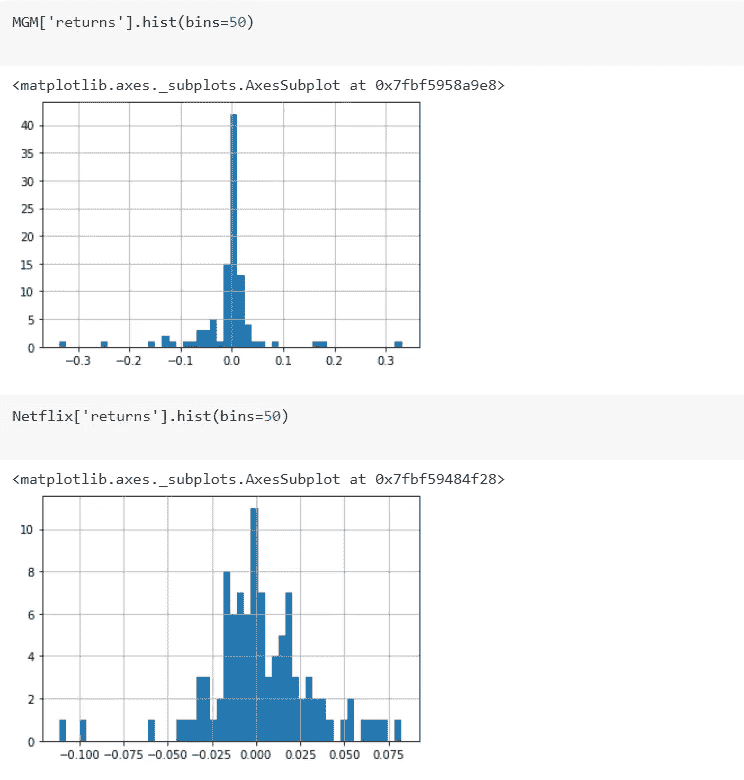 MGM['returns'].hist(bins=50)
<matplotlib.axes._subplots.AxesSubplot at 0x7fbf5958a9e8>
40
35
30
25
20
15
10
5
0
−0.3 −0.2 −0.1 0.0 0.1 0.2 0.3
Netflix['returns'].hist(bins=50)
<matplotlib.axes._subplots.AxesSubplot at 0x7fbf59484f28>
10
8
6
4
2
0
−0.100 −0.075 −0.050 −0.025 0.000 0.025 0.050 0.075